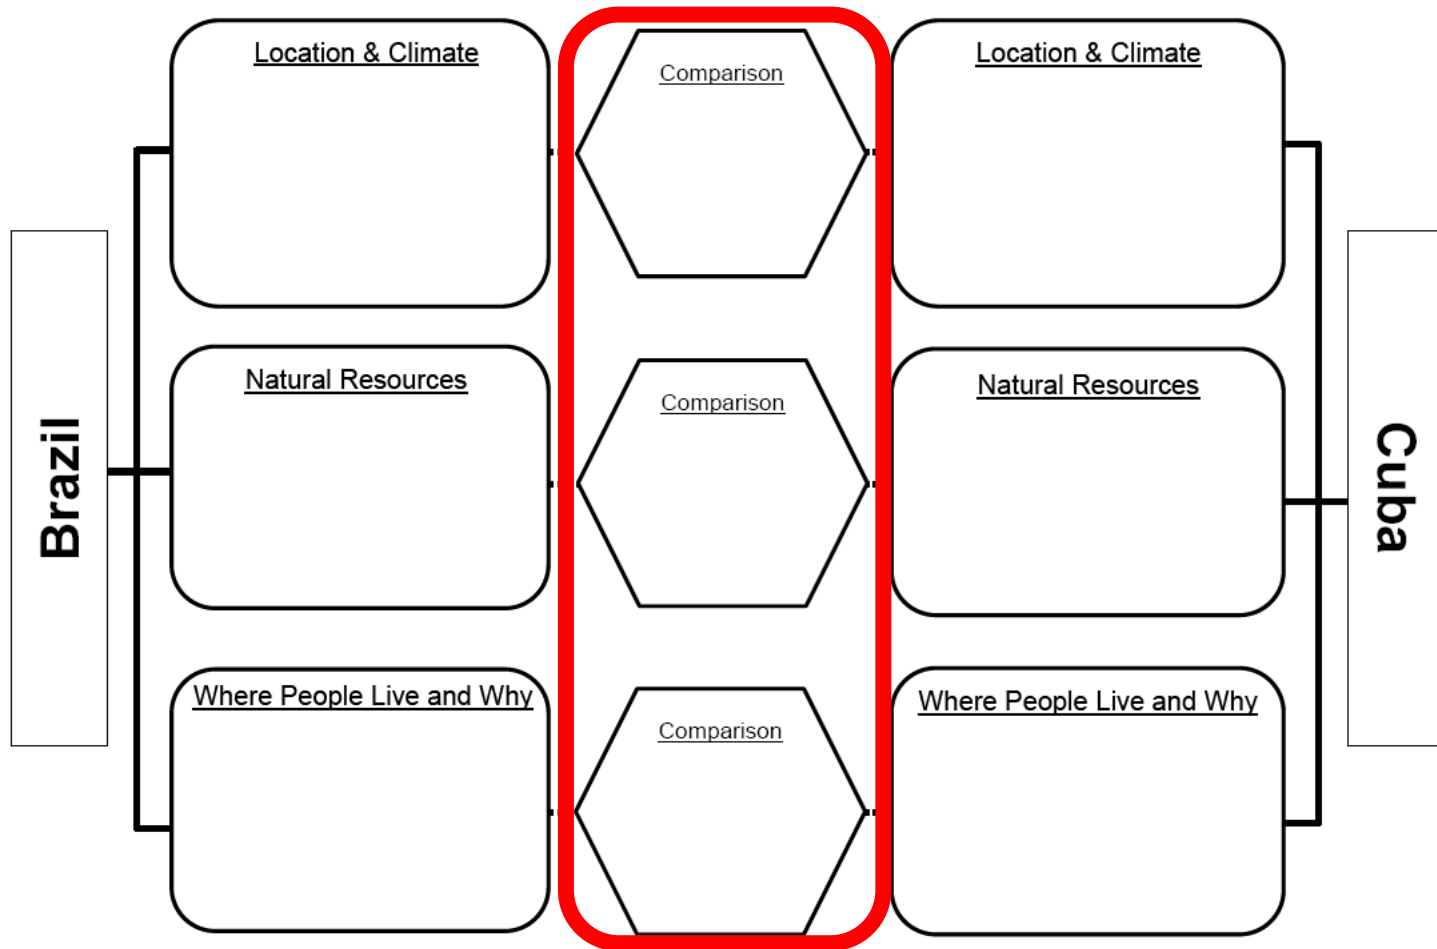 Brazil
Location & Climate
Comparison
Location & Climate
Natural Resources
Comparison
Natural Resources
Where People Live and Why
Comparison
Where People Live and Why
Cuba